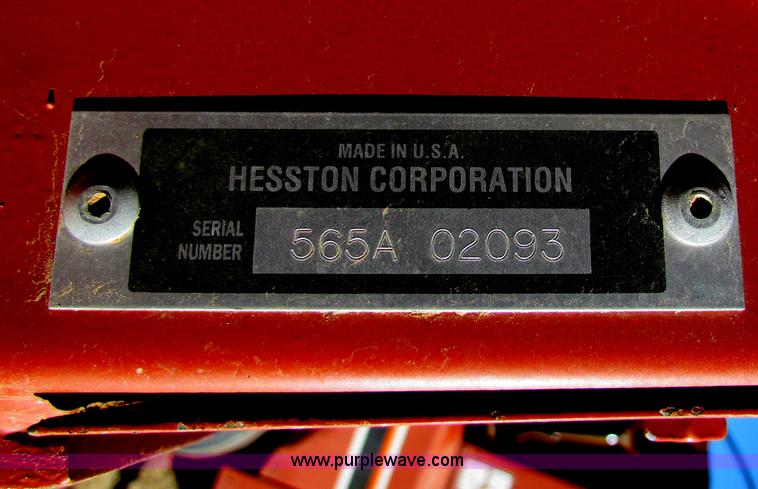 MADE IN U.S.A.
HESSTON CORPORATION
SERIAL NUMBER
565A 02093
www.purplewave.com